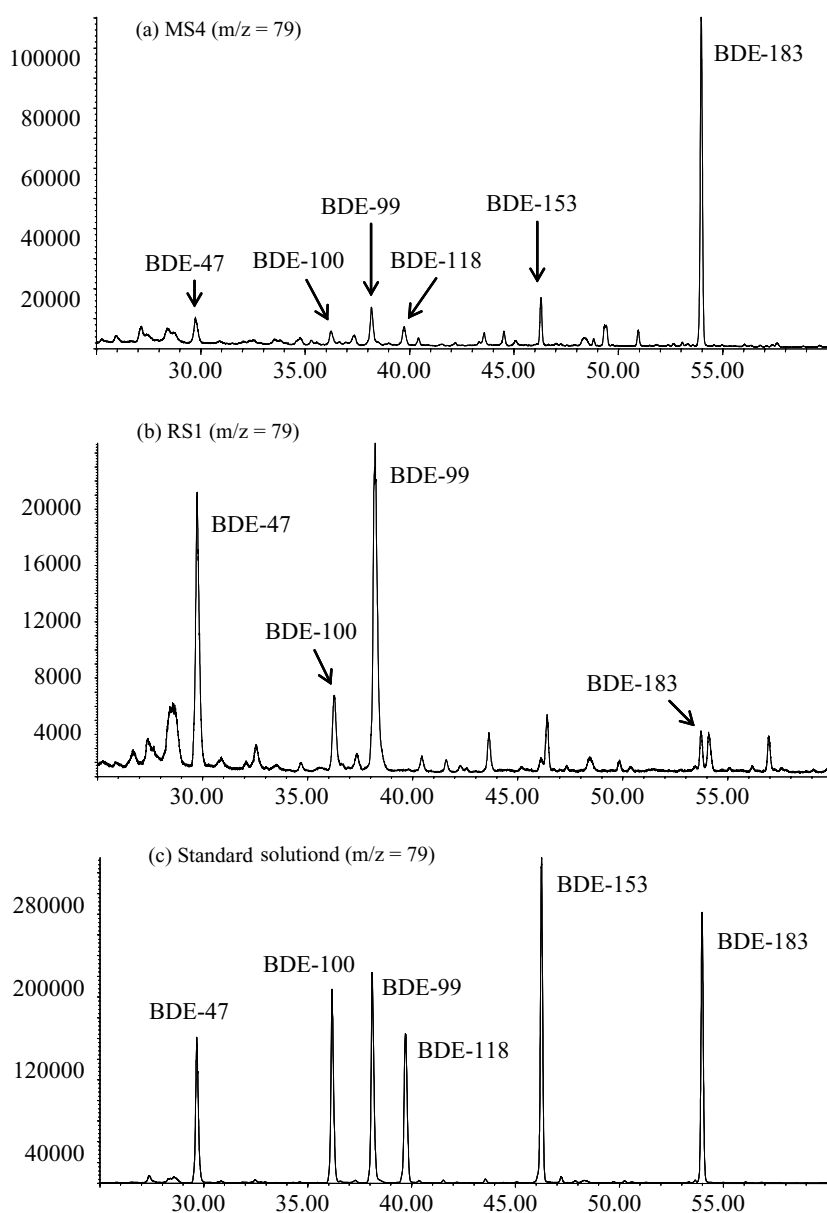 (a) MS4 (m/z = 79)
100000
BDE-183
80000
60000
BDE-99
BDE-153
40000
BDE-47
BDE-100
BDE-118
20000
30.00 35.00 40.00 45.00 50.00 55.00
(b) RS1 (m/z = 79)
BDE-99
20000
BDE-47
16000
12000
BDE-100
8000
BDE-183
4000
30.00 35.00 40.00 45.00 50.00 55.00
(c) Standard solutiond (m/z = 79)
BDE-153
280000
BDE-183
BDE-100
200000
BDE-99
BDE-47
BDE-118
120000
40000
30.00 35.00 40.00 45.00 50.00 55.00